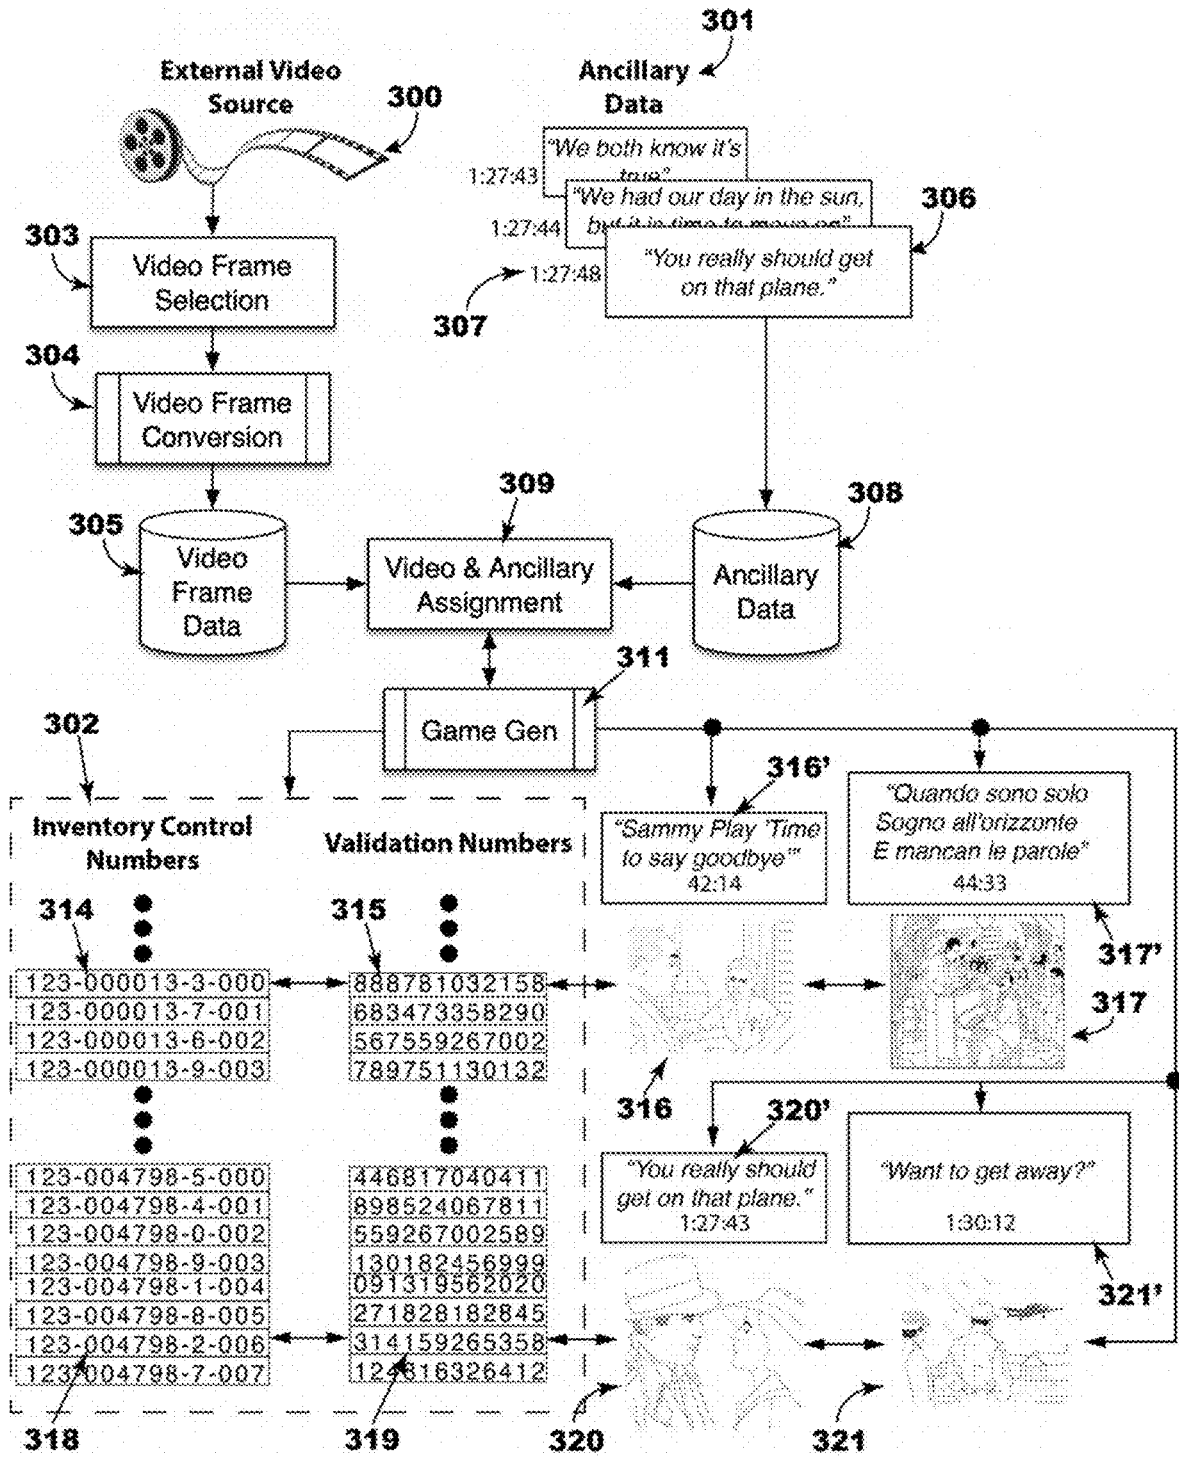 301
External Video
Source
300
Ancillary
Data
"We both know it's
true"
1:27:43
"We had our day in the sun,
but it is time to move on"
1:27:44
306
303
"You really should get
on that plane."
1:27:48
307
Video Frame
Selection
304
Video Frame
Conversion
309
308
305
Video
Frame
Data
Video & Ancillary
Assignment
Ancillary
Data
311
Game Gen
302
316'
Inventory Control
Numbers
Validation Numbers
"Sammy Play 'Time
to say goodbye'"
42:14
"Quando sono solo
Sogno all'orizzonte
E mancan le parole"
44:33
314
315
317'
123-000013-3-000
888781032158
123-000013-7-001
683473358290
123-000013-6-002
567559267002
123-000013-9-003
789751130132
317
316
320'
"You really should
get on that plane."
1:27:43
"Want to get away?"
1:30:12
321'
123-004798-5-000
446817040411
123-004798-4-001
898524067811
123-004798-0-002
559267002589
123-004798-9-003
130182456999
123-004798-1-004
091319562020
123-004798-8-005
271828182845
123-004798-2-006
314159265358
123-004798-7-007
124816326412
318
319
320
321